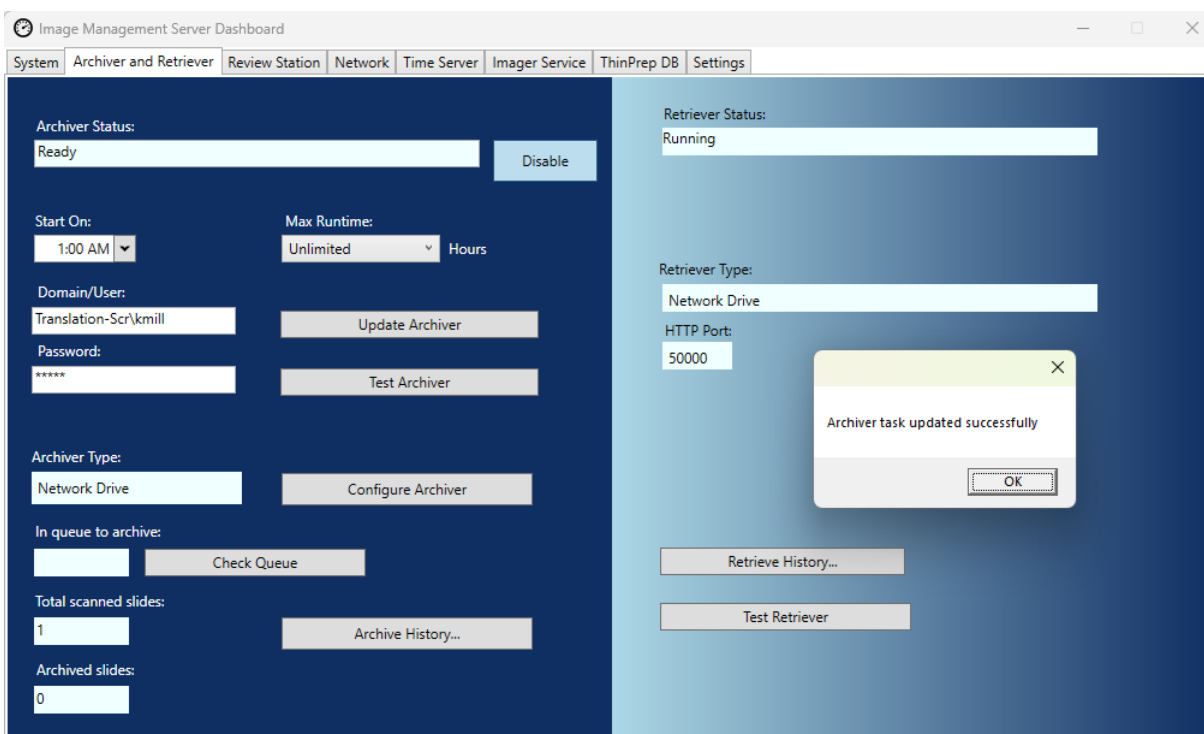 Image Management Server Dashboard
System Archiver and Retriever Review Station Network Time Server Imager Service ThinPrep DB Settings
Archiver Status:
Ready
Disable
Start On:
1:00 AM
Max Runtime:
Unlimited
Hours
Domain/User:
Translation-Scr\kmill
Update Archiver
Password:
*****
Test Archiver
Archiver Type:
Network Drive
Configure Archiver
In queue to archive:
Check Queue
Total scanned slides:
1
Archive History...
Archived slides:
0
Retriever Status:
Running
Retriever Type:
Network Drive
HTTP Port:
50000
Archiver task updated successfully
OK
Retrieve History...
Test Retriever